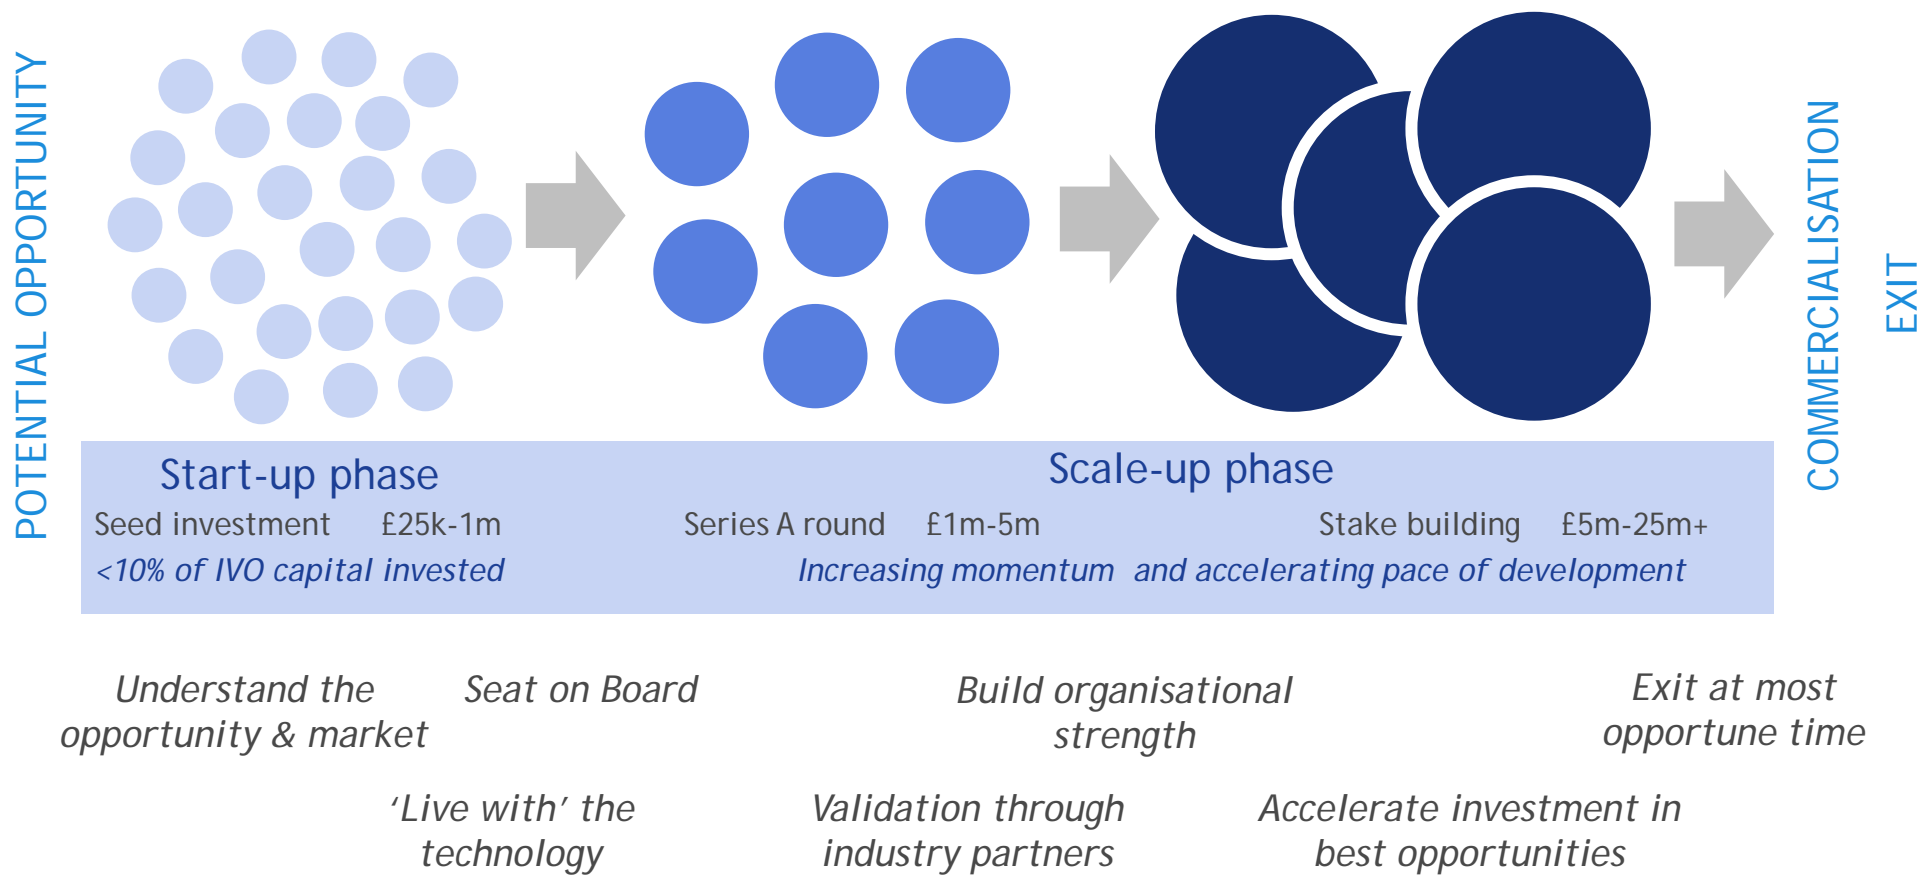 POTENTIAL OPPORTUNITY
COMMERCIALISATION
EXIT
Start-up phase
Scale-up phase
Seed investment £25k-1m
Series A round £1m-5m
Stake building £5m-25m+
<10% of IVO capital invested
Increasing momentum and accelerating pace of development
Understand the
opportunity & market
Seat on Board
Build organisational
strength
Exit at most
opportune time
‘Live with’ the
technology
Validation through
industry partners
Accelerate investment in
best opportunities